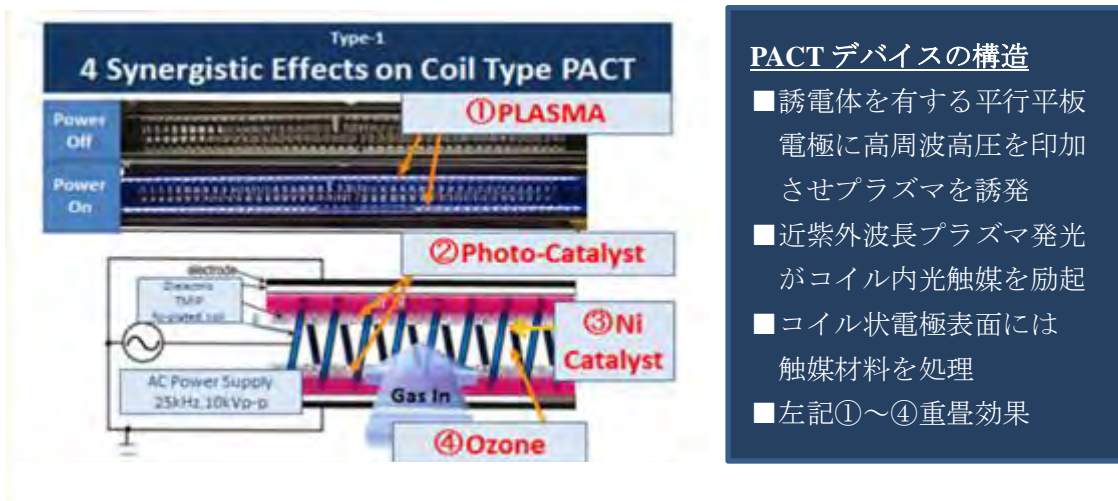 Type-1
4 Synergistic Effects on Coil Type PACT
①PLASMA
Power
Off
Power
On
②Photo-Catalyst
electrode
Dielectric
TMiP
coil
③Ni
Catalyst
AC Power Supply
25kHz,10kVp-p
Gas In
④Ozone
PACT デバイスの構造
■誘電体を有する平行平板
電極に高周波高圧を印加
させプラズマを誘発
■近紫外波長プラズマ発光
がコイル内光触媒を励起
■コイル状電極表面には
触媒材料を処理
■左記①～④重畳効果